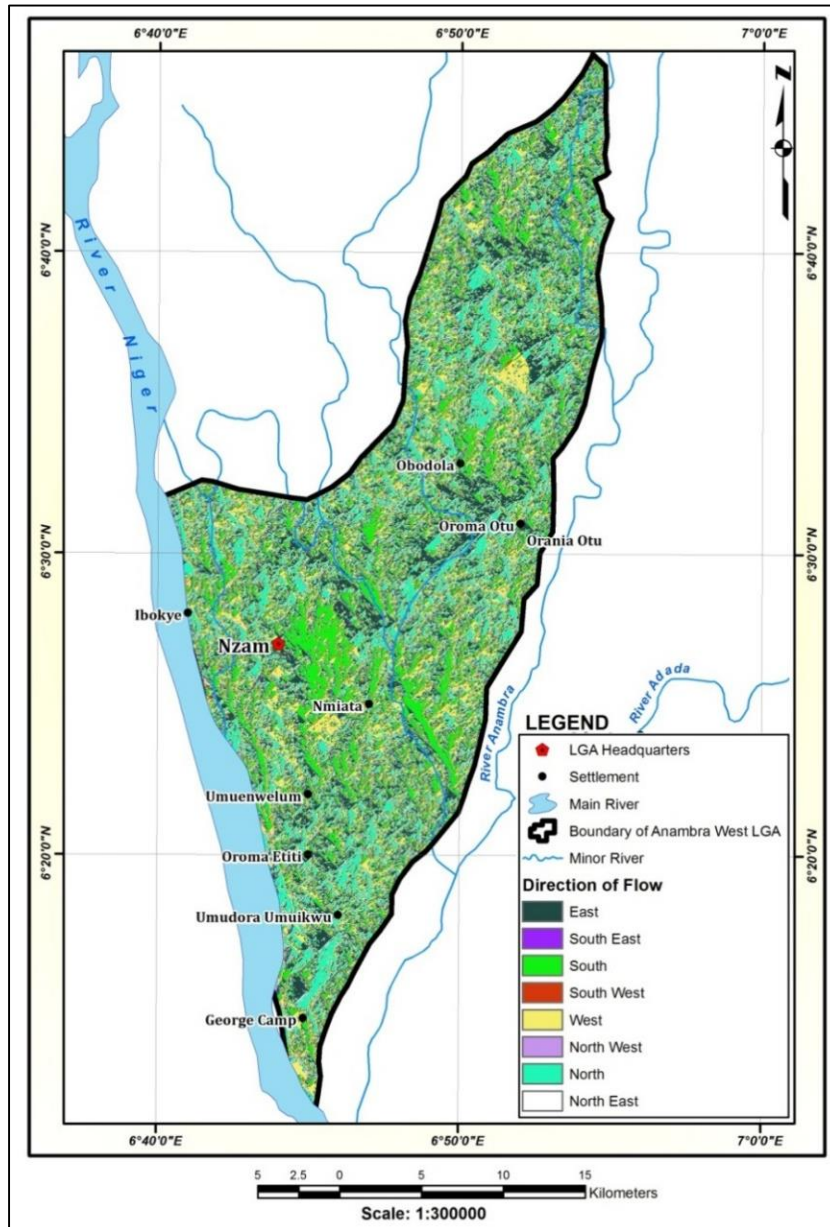 6°40'0"E 6°50'0"E 7°0'0"E
N
6°40'0"N 6°40'0"N
River Niger
Obodola
Oroma Otu
Orania Otu
6°30'0"N 6°30'0"N
Ibokye
Nzam
River Adada
Nmiata
River Anambra
LEGEND
LGA Headquarters
Settlement
Main River
Boundary of Anambra West LGA
Minor River
Umuenwelum
Oroma Etiti
6°20'0"N 6°20'0"N
Umudora Umuikwu
George Camp
Direction of Flow
East
South East
South
South West
West
North West
North
North East
6°40'0"E 6°50'0"E 7°0'0"E
5 2.5 0 5 10 15
Kilometers
Scale: 1:300000